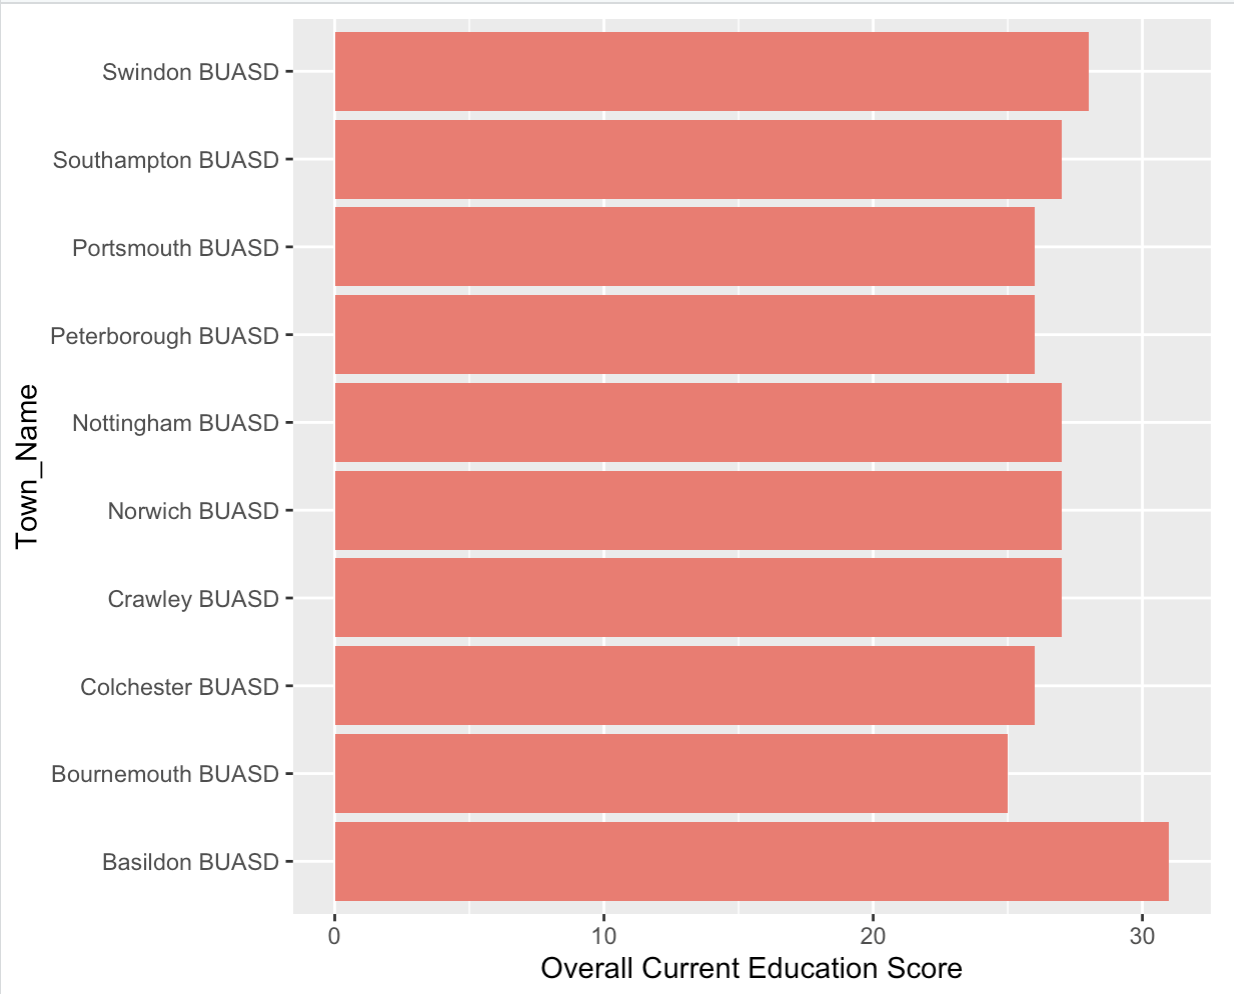 Swindon BUASD
Southampton BUASD
Portsmouth BUASD
Peterborough BUASD
Nottingham BUASD
Norwich BUASD
Crawley BUASD
Colchester BUASD
Bournemouth BUASD
Basildon BUASD
Town_Name
0 10 20 30
Overall Current Education Score